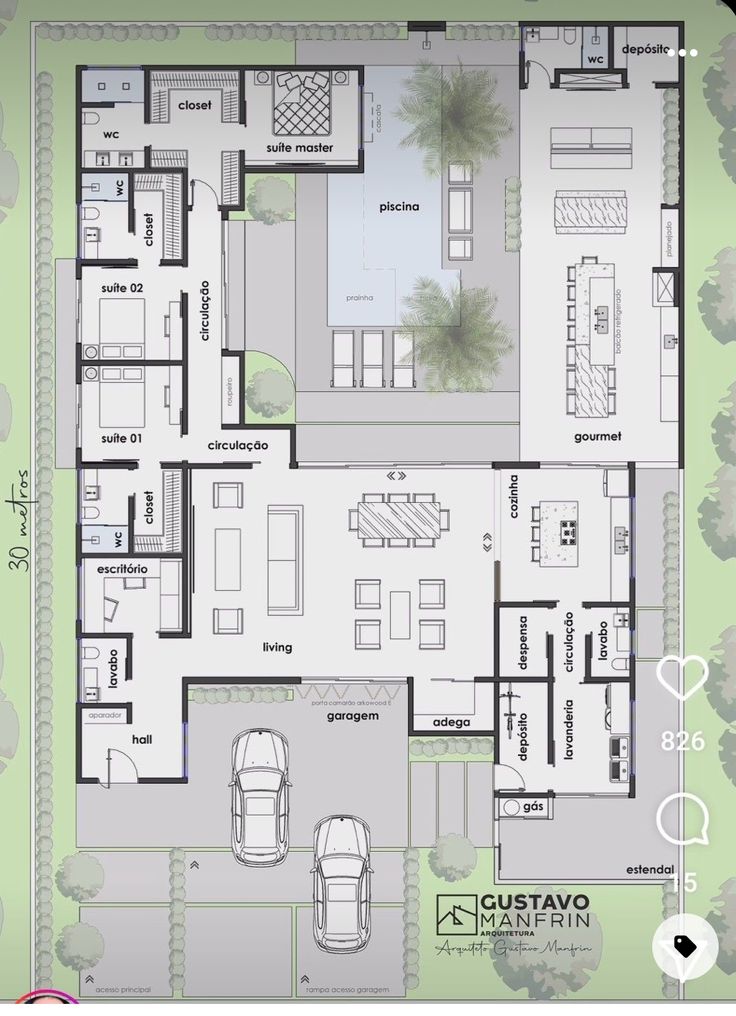 wc
depósito
closet
wc
suíte master
cascata
wc
closet
piscina
planejado
suíte 02
circulação
prainha
balcão refrigerado
roupeiro
suíte 01
circulação
gourmet
closet
wc
cozinha
30 metros
escritório
living
despensa
circulação
lavabo
lavabo
aparador
hall
porta camarão arkowood E
garagem
adega
depósito
lavanderia
826
gás
estendal
15
GUSTAVO
MANFRIN
ARQUITETURA
Arquiteto Gustavo Manfrin
acesso principal
rampa acesso garagem